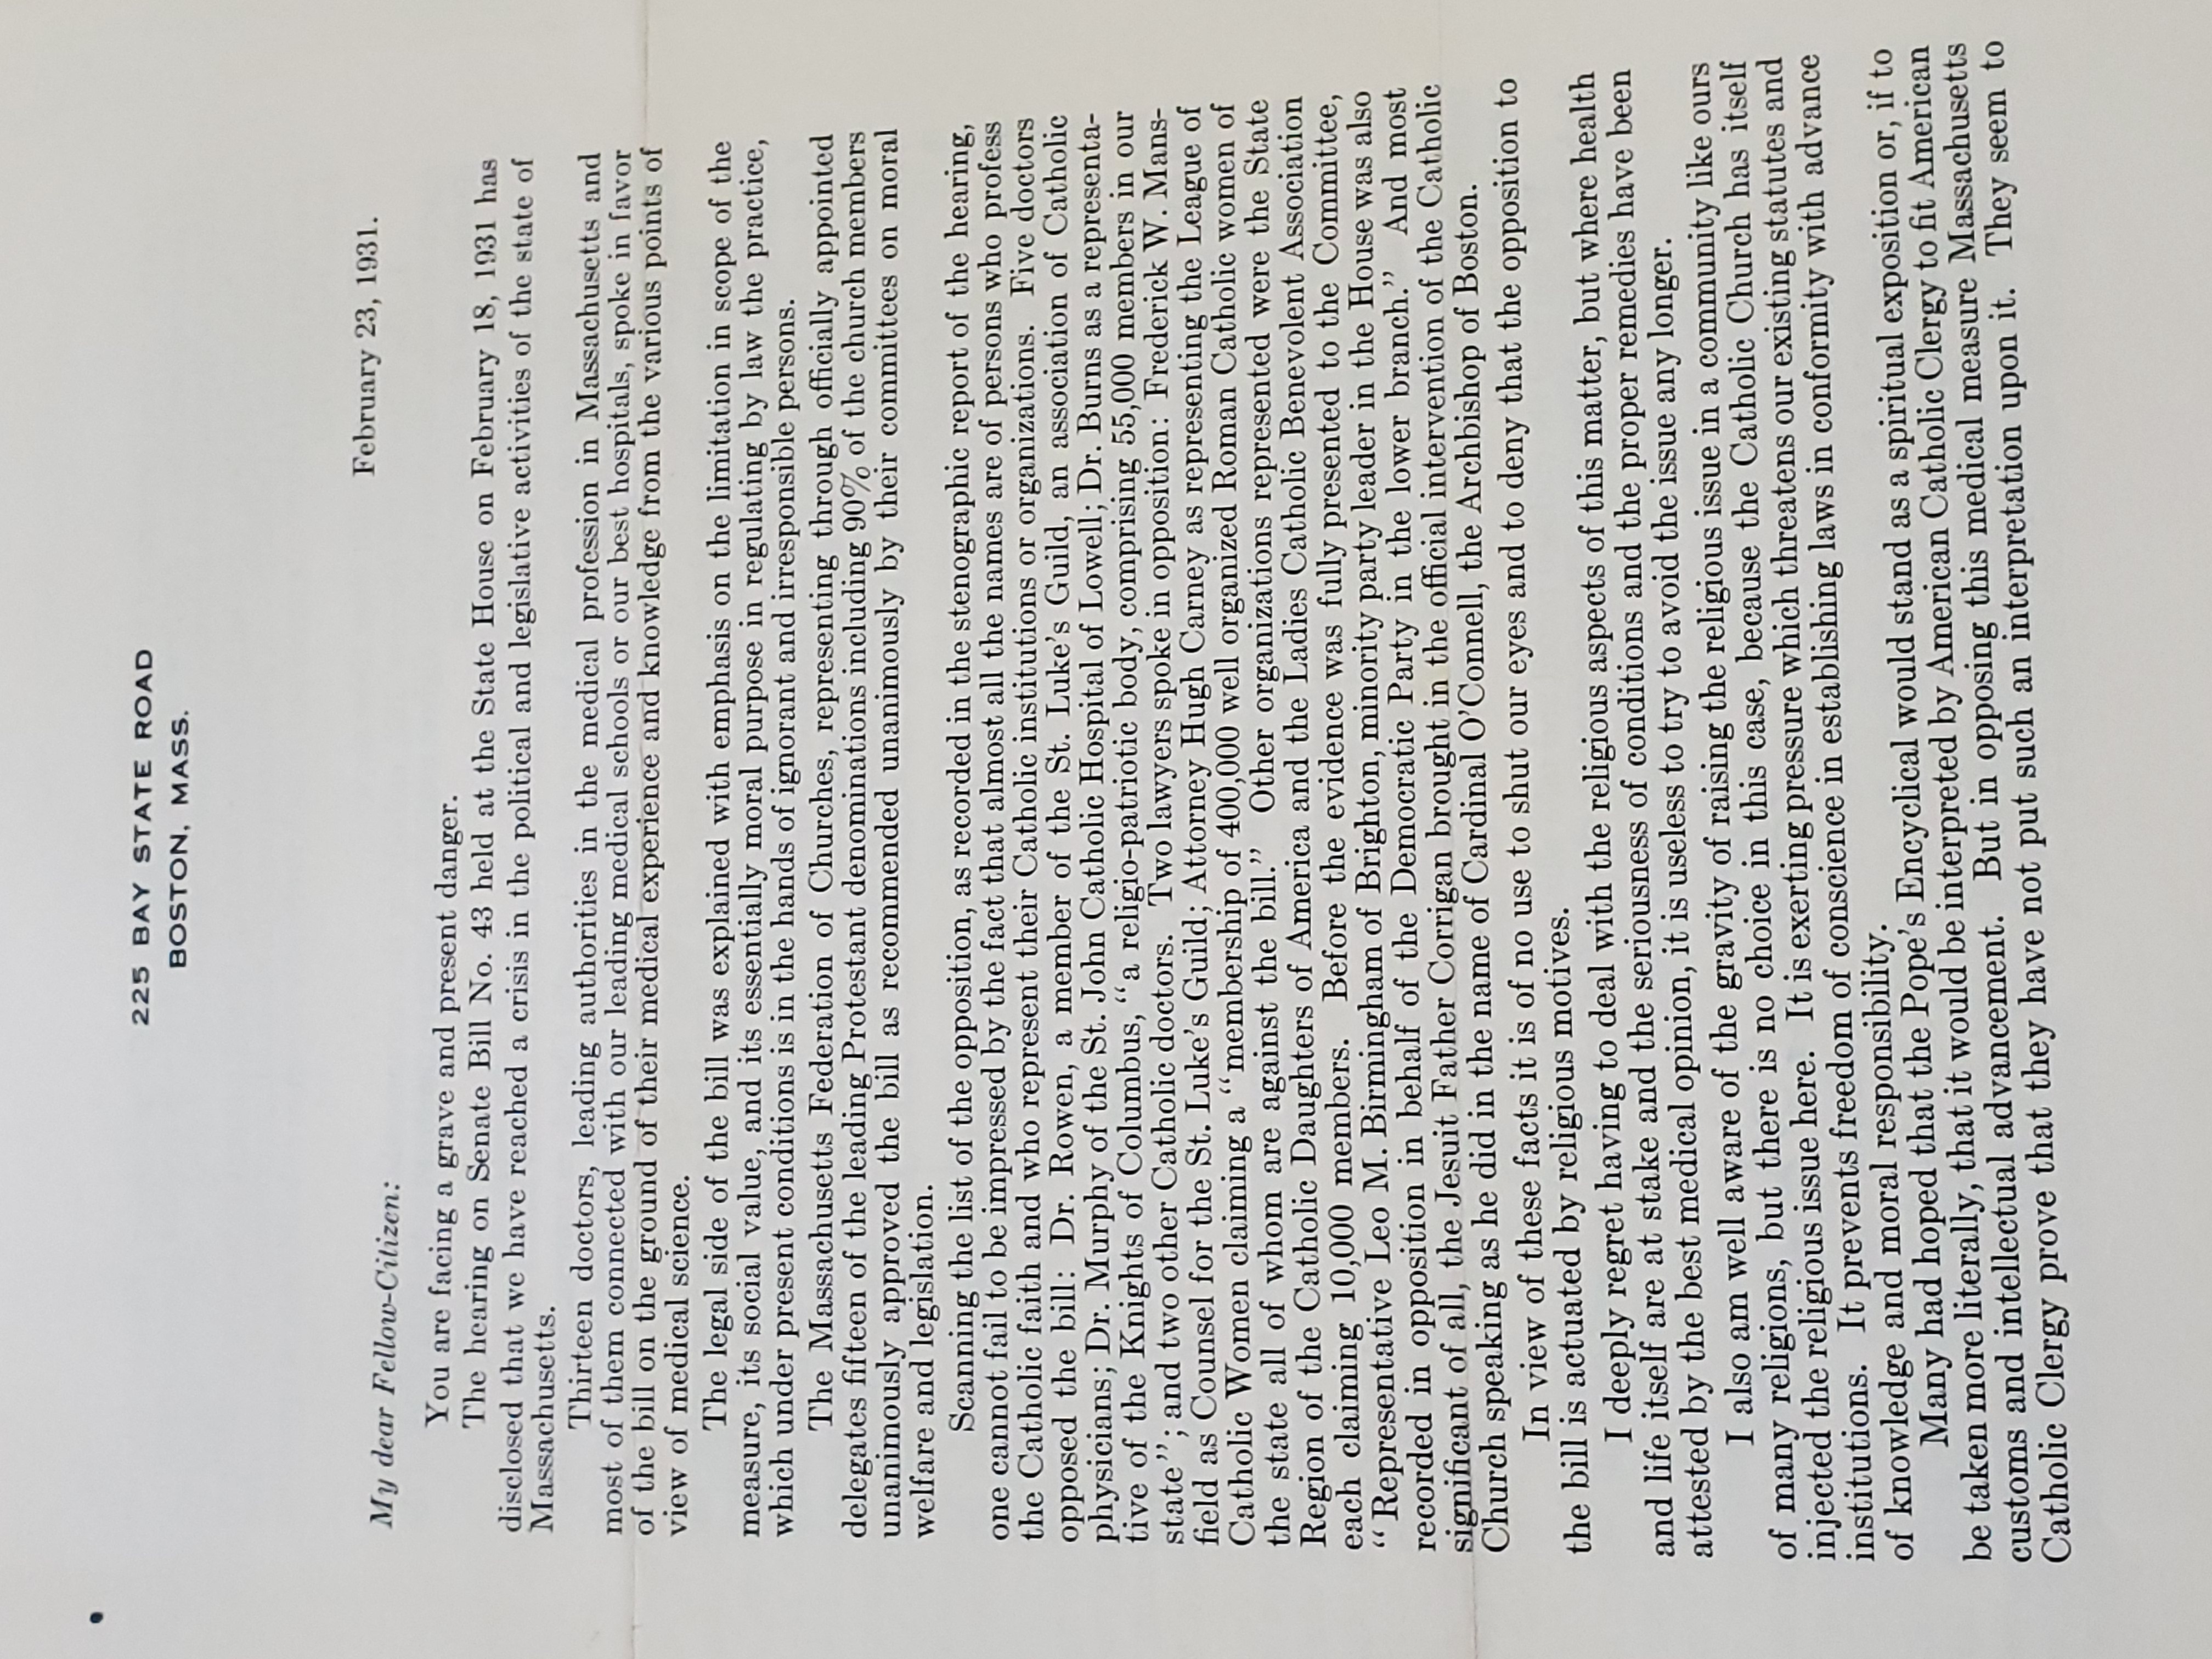 225 BAY STATE ROAD
BOSTON, MASS.
February 23, 1931.
My dear Fellow-Citizen:
You are facing a grave and present danger.
The hearing on Senate Bill No. 43 held at the State House on February 18, 1931 has
disclosed that we have reached a crisis in the political and legislative activities of the state of
Massachusetts.
Thirteen doctors, leading authorities in the medical profession in Massachusetts and
most of them connected with our leading medical schools or our best hospitals, spoke in favor
of the bill on the ground of their medical experience and knowledge from the various points of
view of medical science.
The legal side of the bill was explained with emphasis on the limitation in scope of the
measure, its social value, and its essentially moral purpose in regulating by law the practice,
which under present conditions is in the hands of ignorant and irresponsible persons.
The Massachusetts Federation of Churches, representing through officially appointed
delegates fifteen of the leading Protestant denominations including 90% of the church members
unanimously approved the bill as recommended unanimously by their committees on moral
welfare and legislation.
Scanning the list of the opposition, as recorded in the stenographic report of the hearing,
one cannot fail to be impressed by the fact that almost all the names are of persons who profess
the Catholic faith and who represent their Catholic institutions or organizations. Five doctors
opposed the bill: Dr. Rowen, a member of the St. Luke's Guild, an association of Catholic
physicians; Dr. Murphy of the St. John Catholic Hospital of Lowell; Dr. Burns as a representa-
tive of the Knights of Columbus, "a religio-patriotic body, comprising 55,000 members in our
state"; and two other Catholic doctors. Two lawyers spoke in opposition: Frederick W. Mans-
field as Counsel for the St. Luke's Guild; Attorney Hugh Carney as representing the League of
Catholic Women claiming a "membership of 400,000 well organized Roman Catholic women of
the state all of whom are against the bill." Other organizations represented were the State
Region of the Catholic Daughters of America and the Ladies Catholic Benevolent Association
each claiming 10,000 members. Before the evidence was fully presented to the Committee,
"Representative Leo M. Birmingham of Brighton, minority party leader in the House was also
recorded in opposition in behalf of the Democratic Party in the lower branch." And most
significant of all, the Jesuit Father Corrigan brought in the official intervention of the Catholic
Church speaking as he did in the name of Cardinal O'Connell, the Archbishop of Boston.
In view of these facts it is of no use to shut our eyes and to deny that the opposition to
the bill is actuated by religious motives.
I deeply regret having to deal with the religious aspects of this matter, but where health
and life itself are at stake and the seriousness of conditions and the proper remedies have been
attested by the best medical opinion, it is useless to try to avoid the issue any longer.
I also am well aware of the gravity of raising the religious issue in a community like ours
of many religions, but there is no choice in this case, because the Catholic Church has itself
injected the religious issue here. It is exerting pressure which threatens our existing statutes and
institutions. It prevents freedom of conscience in establishing laws in conformity with advance
of knowledge and moral responsibility.
Many had hoped that the Pope's Encyclical would stand as a spiritual exposition or, if to
be taken more literally, that it would be interpreted by American Catholic Clergy to fit American
customs and intellectual advancement. But in opposing this medical measure Massachusetts
Catholic Clergy prove that they have not put such an interpretation upon it. They seem to